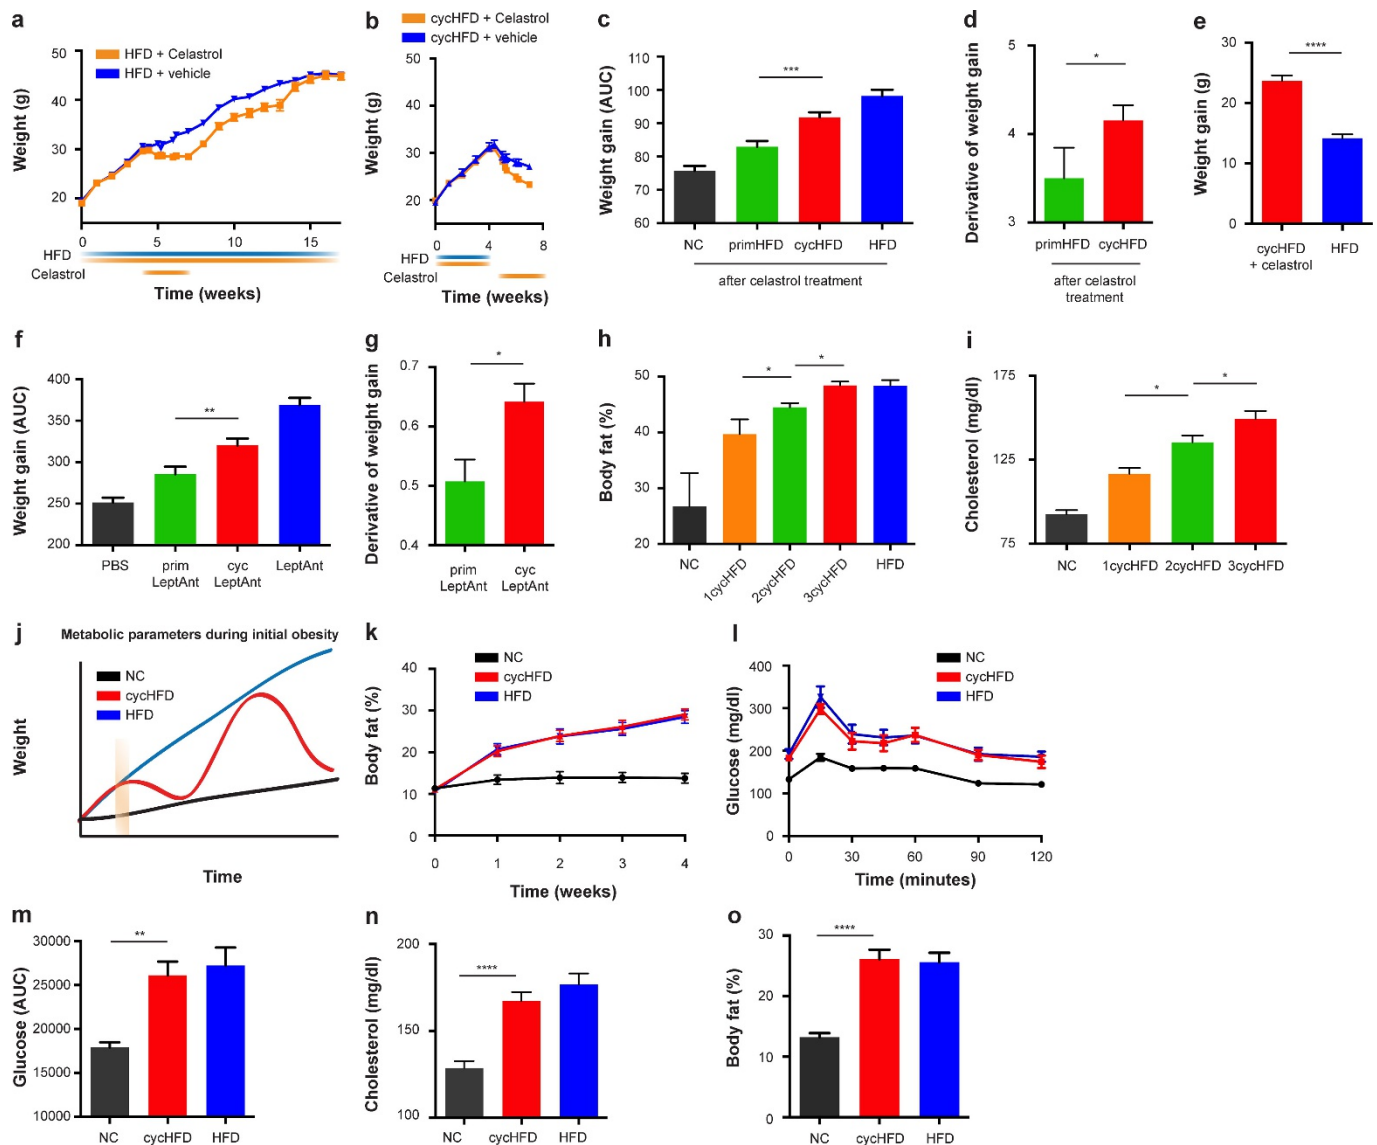 a
HFD + Celastrol
HFD + vehicle
Weight (g)
50
40
30
20
0 5 10 15
HFD
Celastrol
Time (weeks)
b
cycHFD + Celastrol
cycHFD + vehicle
Weight (g)
50
40
30
20
0 4 8
HFD
Celastrol
Time (weeks)
c
Weight gain (AUC)
110
100
90
80
70
60
***
NC primHFD cycHFD HFD
after celastrol treatment
d
Derivative of weight gain
5
4
3
*
primHFD cycHFD
after celastrol
treatment
e
Weight gain (g)
30
20
10
0
****
cycHFD HFD
+ celastrol
f
Weight gain (AUC)
400
350
300
250
200
**
PBS prim cyc LeptAnt
LeptAnt LeptAnt
g
Derivative of weight gain
0.7
0.6
0.5
0.4
*
prim cyc
LeptAnt LeptAnt
h
Body fat (%)
50
40
30
20
* *
NC 1cycHFD 2cycHFD 3cycHFD HFD
i
Cholesterol (mg/dl)
175
125
75
* *
NC 1cycHFD 2cycHFD 3cycHFD
j
Metabolic parameters during initial obesity
NC
cycHFD
HFD
Weight
Time
k
NC
cycHFD
HFD
Body fat (%)
40
30
20
10
0
0 1 2 3 4
Time (weeks)
l
NC
cycHFD
HFD
Glucose (mg/dl)
400
300
200
100
0
0 30 60 90 120
Time (minutes)
m
Glucose (AUC)
30000
25000
20000
15000
10000
**
NC cycHFD HFD
n
Cholesterol (mg/dl)
200
150
100
****
NC cycHFD HFD
o
Body fat (%)
30
20
10
0
****
NC cycHFD HFD